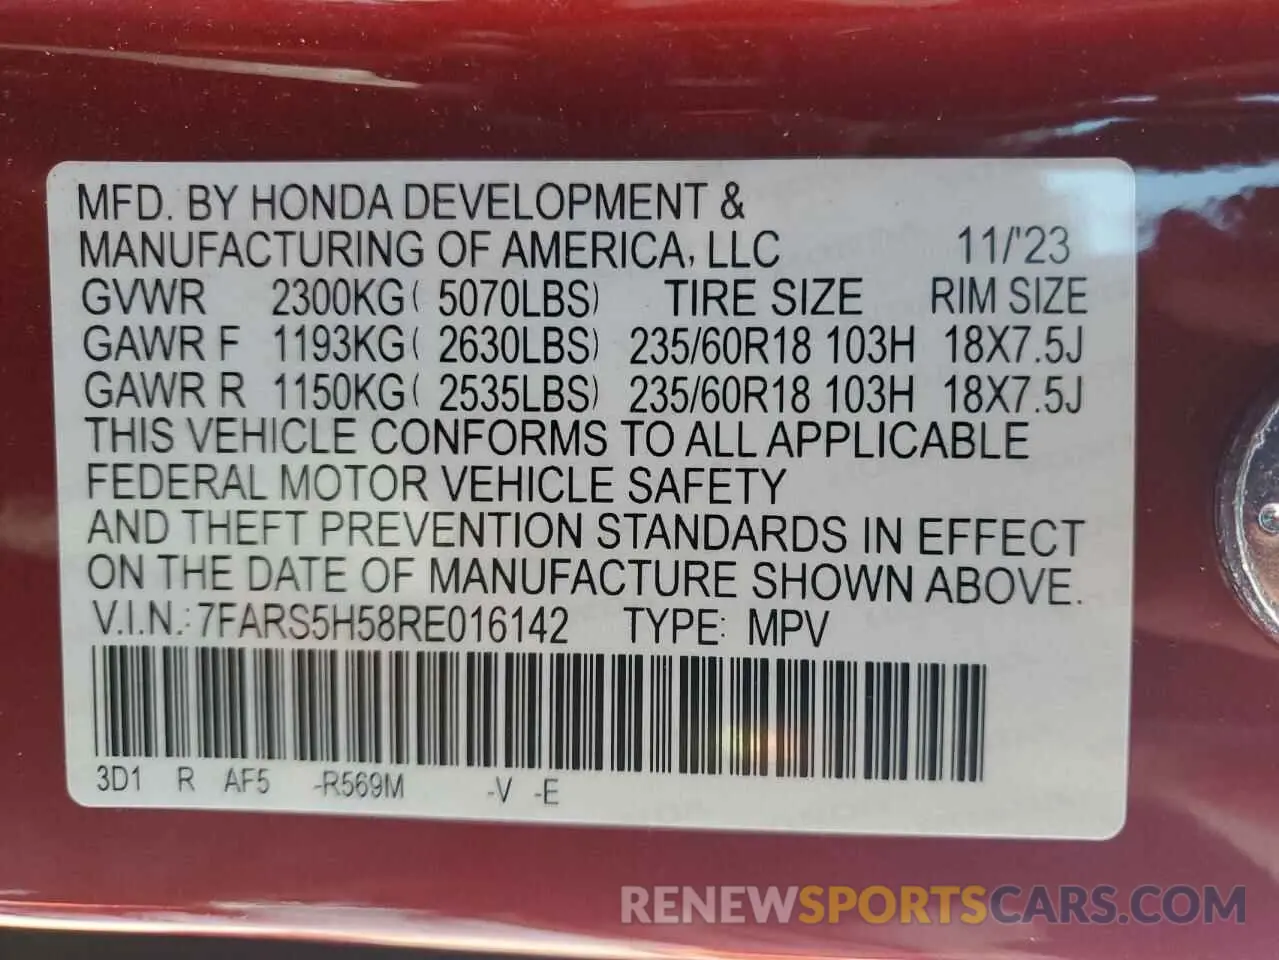 MFD. BY HONDA DEVELOPMENT &
MANUFACTURING OF AMERICA, LLC 11/'23
GVWR 2300KG( 5070LBS) TIRE SIZE RIM SIZE
GAWR F 1193KG( 2630LBS) 235/60R18 103H 18X7.5J
GAWR R 1150KG( 2535LBS) 235/60R18 103H 18X7.5J
THIS VEHICLE CONFORMS TO ALL APPLICABLE
FEDERAL MOTOR VEHICLE SAFETY
AND THEFT PREVENTION STANDARDS IN EFFECT
ON THE DATE OF MANUFACTURE SHOWN ABOVE.
V.I.N.: 7FARS5H58RE016142 TYPE: MPV
3D1 R AF5 -R569M -V -E
RENEWSPORTSCARS.COM